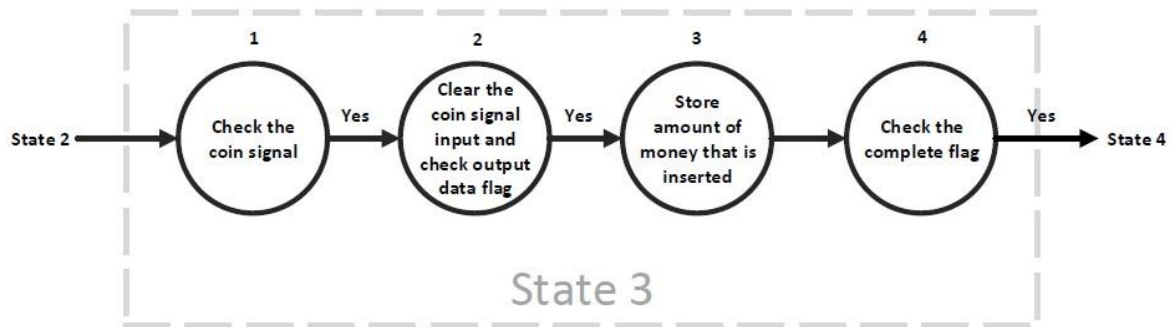 1
2
3
4
State 2
Check the
coin signal
Yes
Clear the
coin signal
input and
check output
data flag
Yes
Store
amount of
money that is
inserted
Check the
complete flag
Yes
State 4
State 3